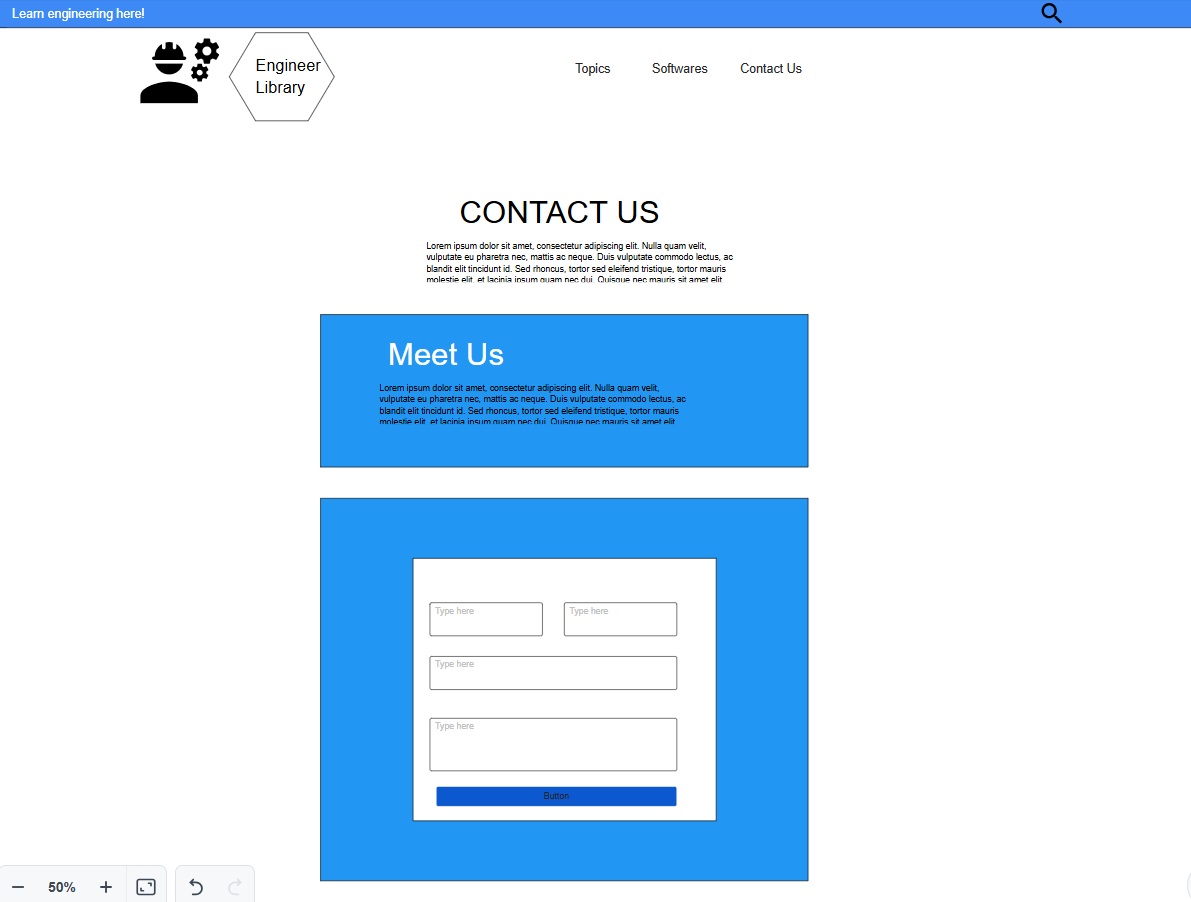 Learn engineering here!
Engineer
Library
Topics Softwares Contact Us
CONTACT US
Lorem ipsum dolor sit amet, consectetur adipiscing elit. Nulla quam velit,
vulputate eu pharetra nec, mattis ac neque. Duis vulputate commodo lectus, ac
blandit elit tincidunt id. Sed rhoncus, tortor sed eleifend tristique, tortor mauris
molestie elit, et lacinia ipsum quam nec dui. Quisque nec mauris sit amet elit
Meet Us
Lorem ipsum dolor sit amet, consectetur adipiscing elit. Nulla quam velit,
vulputate eu pharetra nec, mattis ac neque. Duis vulputate commodo lectus, ac
blandit elit tincidunt id. Sed rhoncus, tortor sed eleifend tristique, tortor mauris
molestie elit, et lacinia ipsum quam nec dui. Quisque nec mauris sit amet elit
Type here Type here
Type here
Type here
Button
50%